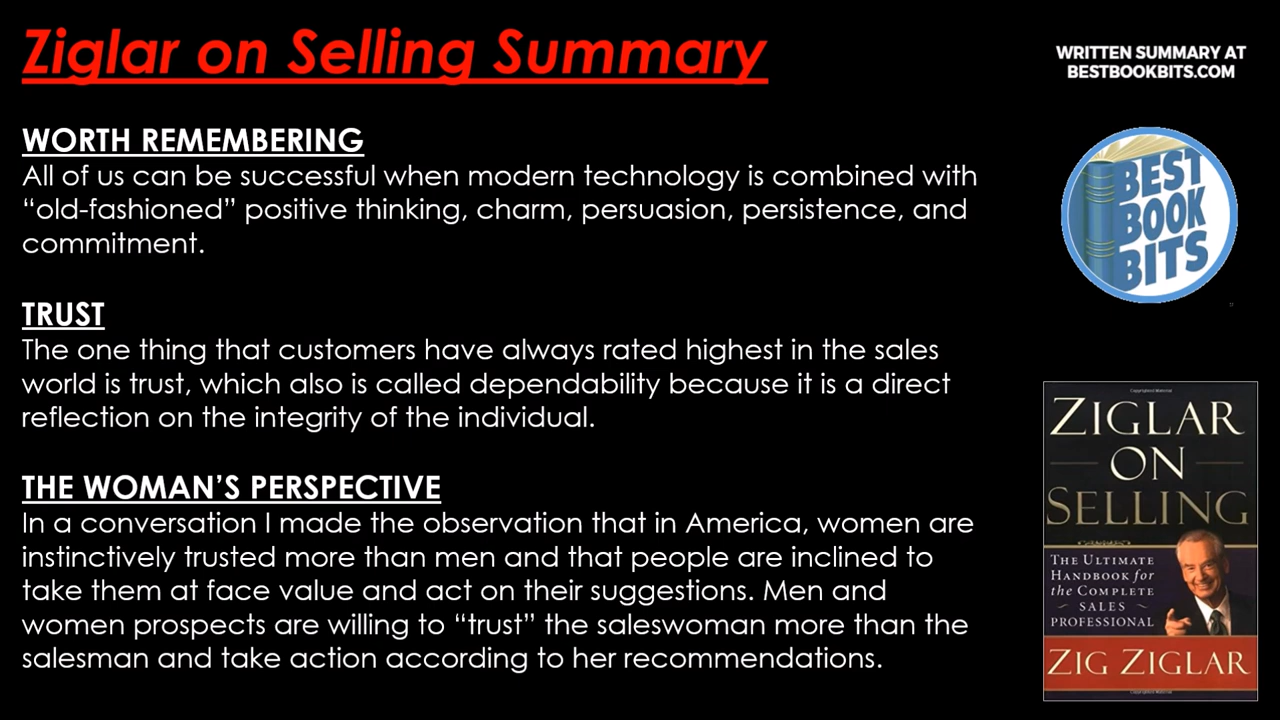 Ziglar on Selling Summary
WRITTEN SUMMARY AT
BESTBOOKBITS.COM
WORTH REMEMBERING
All of us can be successful when modern technology is combined with
“old-fashioned” positive thinking, charm, persuasion, persistence, and
commitment.
TRUST
The one thing that customers have always rated highest in the sales
world is trust, which also is called dependability because it is a direct
reflection on the integrity of the individual.
THE WOMAN’S PERSPECTIVE
In a conversation I made the observation that in America, women are
instinctively trusted more than men and that people are inclined to
take them at face value and act on their suggestions. Men and
women prospects are willing to “trust” the saleswoman more than the
salesman and take action according to her recommendations.
BEST
BOOK
BITS
Copyrighted Material
ZIGLAR
ON
SELLING
THE ULTIMATE
HANDBOOK for
the COMPLETE
SALES
PROFESSIONAL
ZIG ZIGLAR
Copyrighted Material